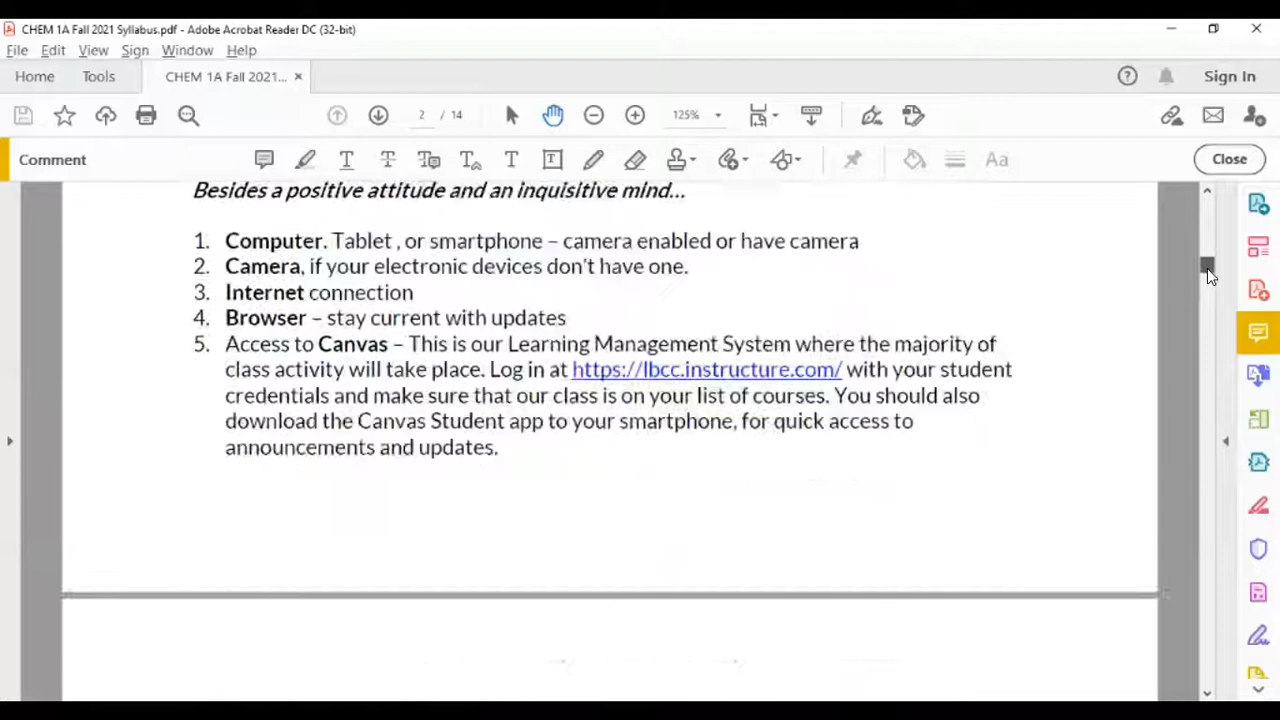 CHEM 1A Fall 2021 Syllabus.pdf - Adobe Acrobat Reader DC (32-bit)
File Edit View Sign Window Help
Home Tools CHEM 1A Fall 2021... × Sign In
2 / 14 125%
Comment Aa Close
Besides a positive attitude and an inquisitive mind...
1. Computer. Tablet , or smartphone – camera enabled or have camera
2. Camera, if your electronic devices don't have one.
3. Internet connection
4. Browser – stay current with updates
5. Access to Canvas – This is our Learning Management System where the majority of
class activity will take place. Log in at https://lbcc.instructure.com/ with your student
credentials and make sure that our class is on your list of courses. You should also
download the Canvas Student app to your smartphone, for quick access to
announcements and updates.